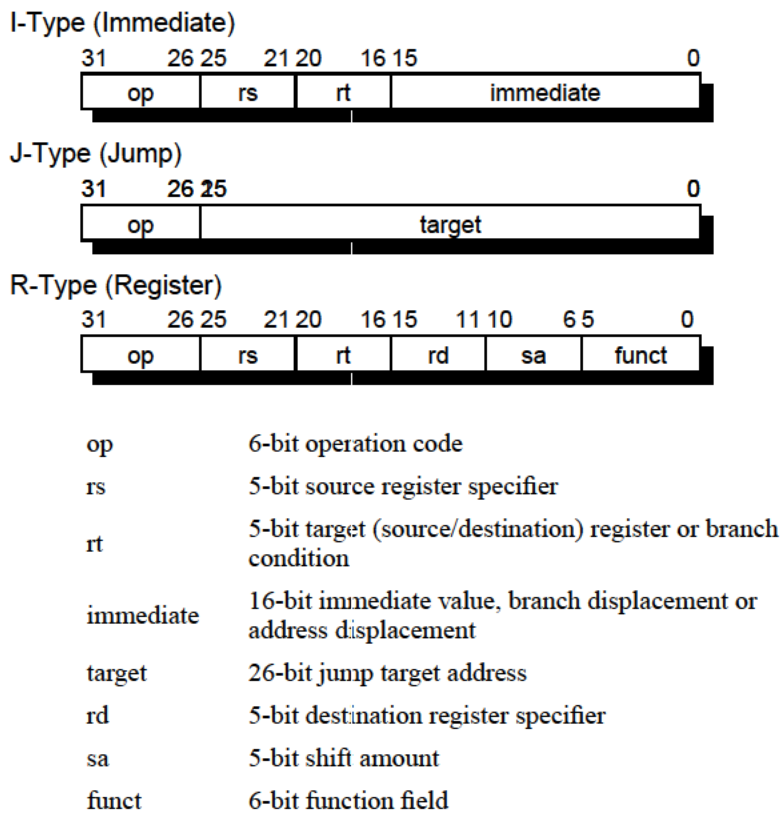 I-Type (Immediate)
31 26 25 21 20 16 15 0
op rs rt immediate
J-Type (Jump)
31 26 25 0
op target
R-Type (Register)
31 26 25 21 20 16 15 11 10 6 5 0
op rs rt rd sa funct
op 6-bit operation code
rs 5-bit source register specifier
rt 5-bit target (source/destination) register or branch
condition
immediate 16-bit immediate value, branch displacement or
address displacement
target 26-bit jump target address
rd 5-bit destination register specifier
sa 5-bit shift amount
funct 6-bit function field